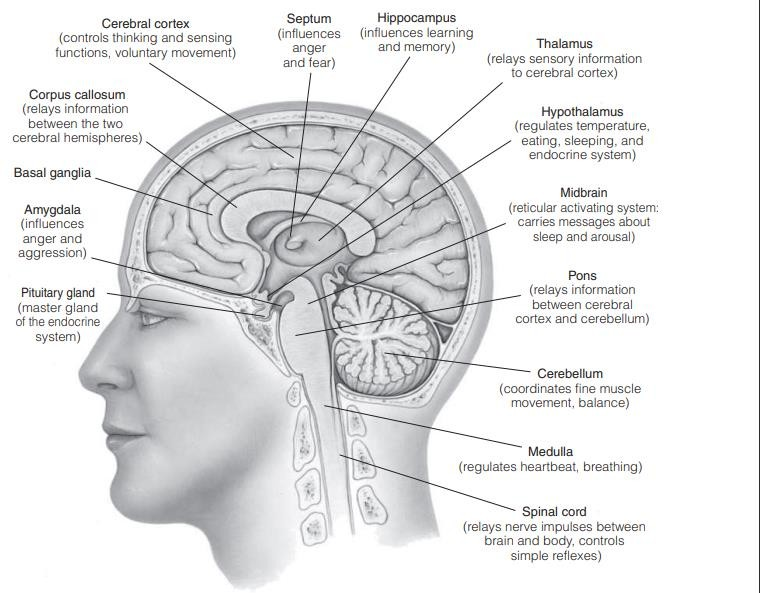 Cerebral cortex
(controls thinking and sensing
functions, voluntary movement)
Septum
(influences
anger
and fear)
Hippocampus
(influences learning
and memory)
Thalamus
(relays sensory information
to cerebral cortex)
Corpus callosum
(relays information
between the two
cerebral hemispheres)
Hypothalamus
(regulates temperature,
eating, sleeping, and
endocrine system)
Basal ganglia
Midbrain
(reticular activating system:
carries messages about
sleep and arousal)
Amygdala
(influences
anger and
aggression)
Pons
(relays information
between cerebral
cortex and cerebellum)
Pituitary gland
(master gland
of the endocrine
system)
Cerebellum
(coordinates fine muscle
movement, balance)
Medulla
(regulates heartbeat, breathing)
Spinal cord
(relays nerve impulses between
brain and body, controls
simple reflexes)